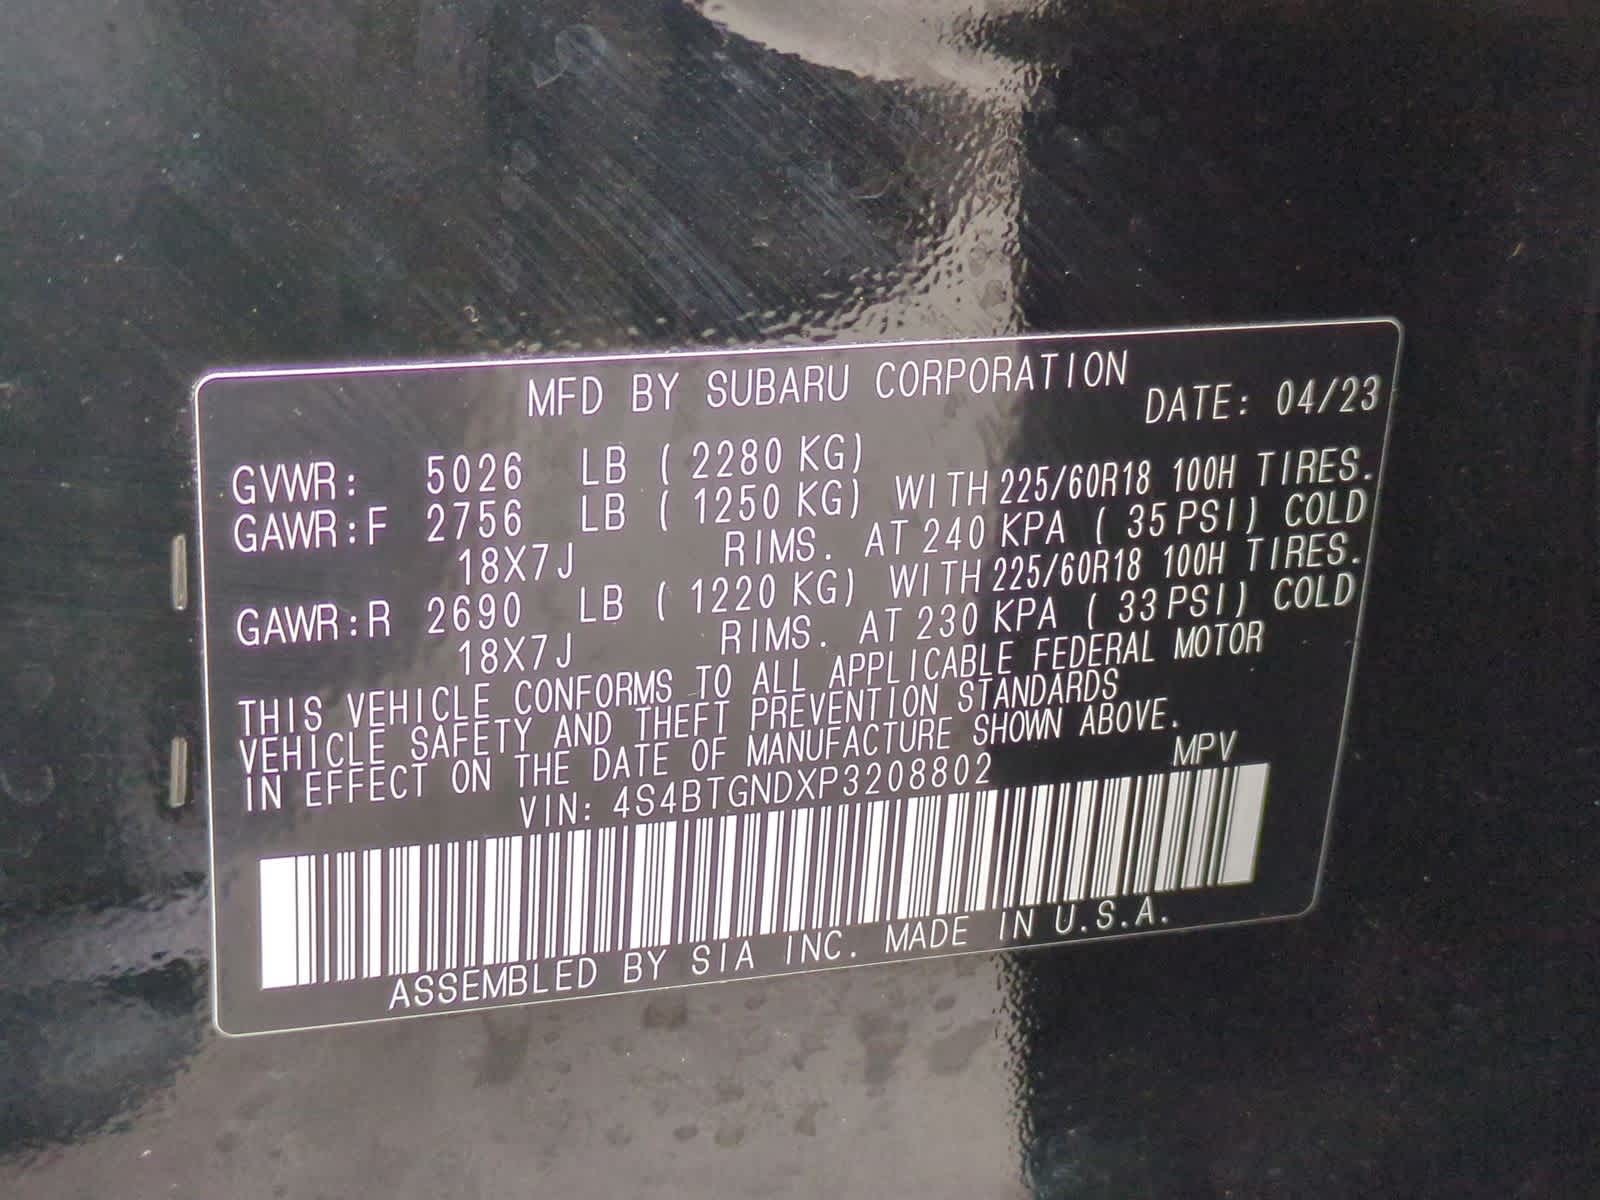 MFD BY SUBARU CORPORATION
DATE: 04/23
GVWR: 5026 LB ( 2280 KG)
GAWR:F 2756 LB ( 1250 KG) WITH 225/60R18 100H TIRES.
18X7J RIMS. AT 240 KPA ( 35 PSI) COLD
GAWR:R 2690 LB ( 1220 KG) WITH 225/60R18 100H TIRES.
18X7J RIMS. AT 230 KPA ( 33 PSI) COLD
THIS VEHICLE CONFORMS TO ALL APPLICABLE FEDERAL MOTOR
VEHICLE SAFETY AND THEFT PREVENTION STANDARDS
IN EFFECT ON THE DATE OF MANUFACTURE SHOWN ABOVE.
VIN: 4S4BTGNDXP3208802 MPV
ASSEMBLED BY SIA INC. MADE IN U.S.A.